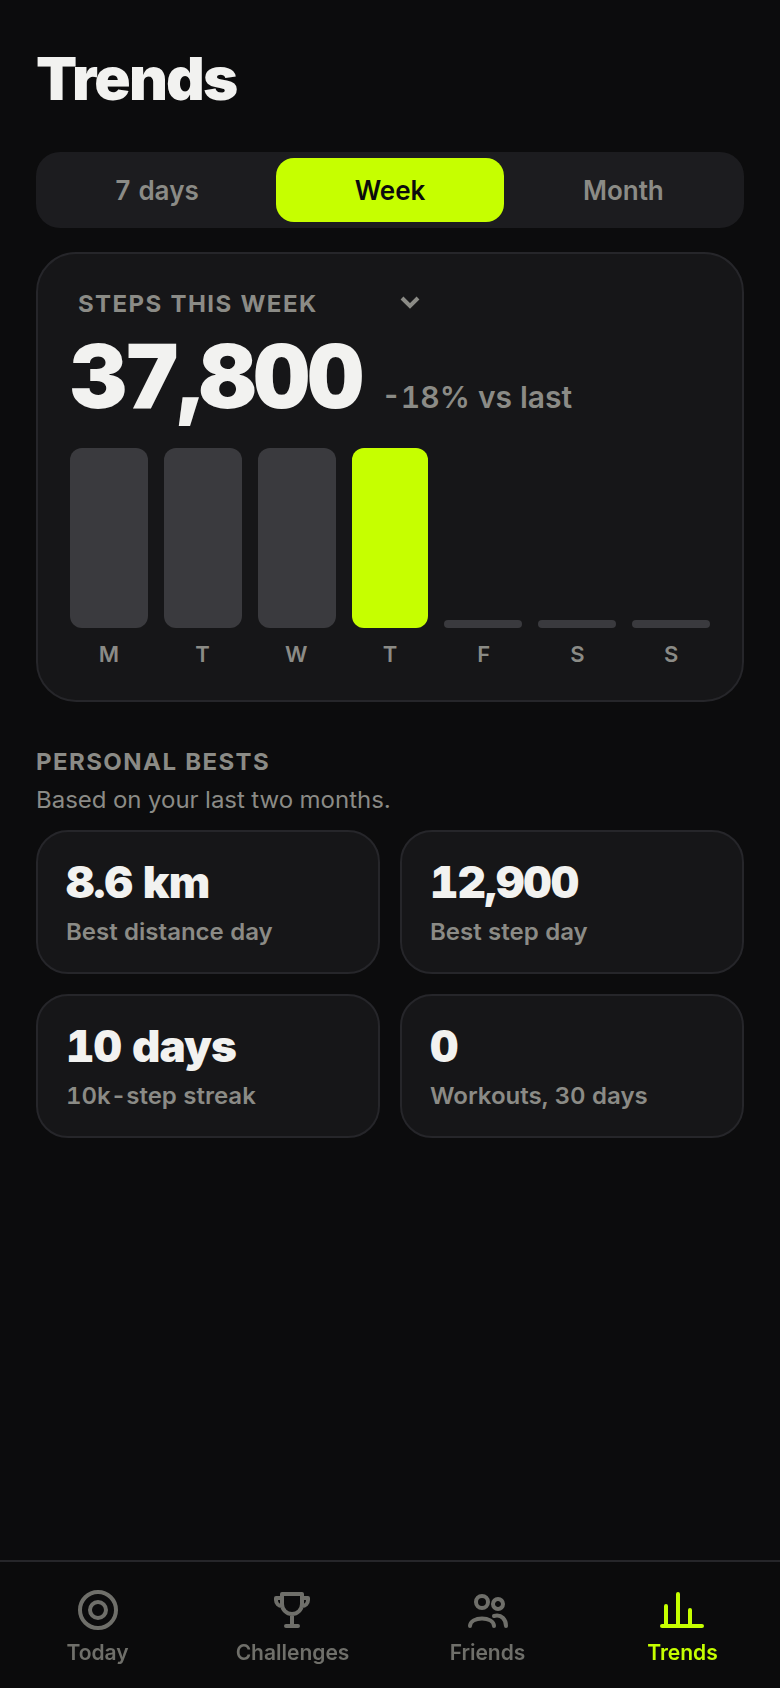 Trends
7 days Week Month
STEPS THIS WEEK
37,800 -18% vs last
M T W T F S S
PERSONAL BESTS
Based on your last two months.
8.6 km 12,900
Best distance day Best step day
10 days 0
10k-step streak Workouts, 30 days
Today Challenges Friends Trends